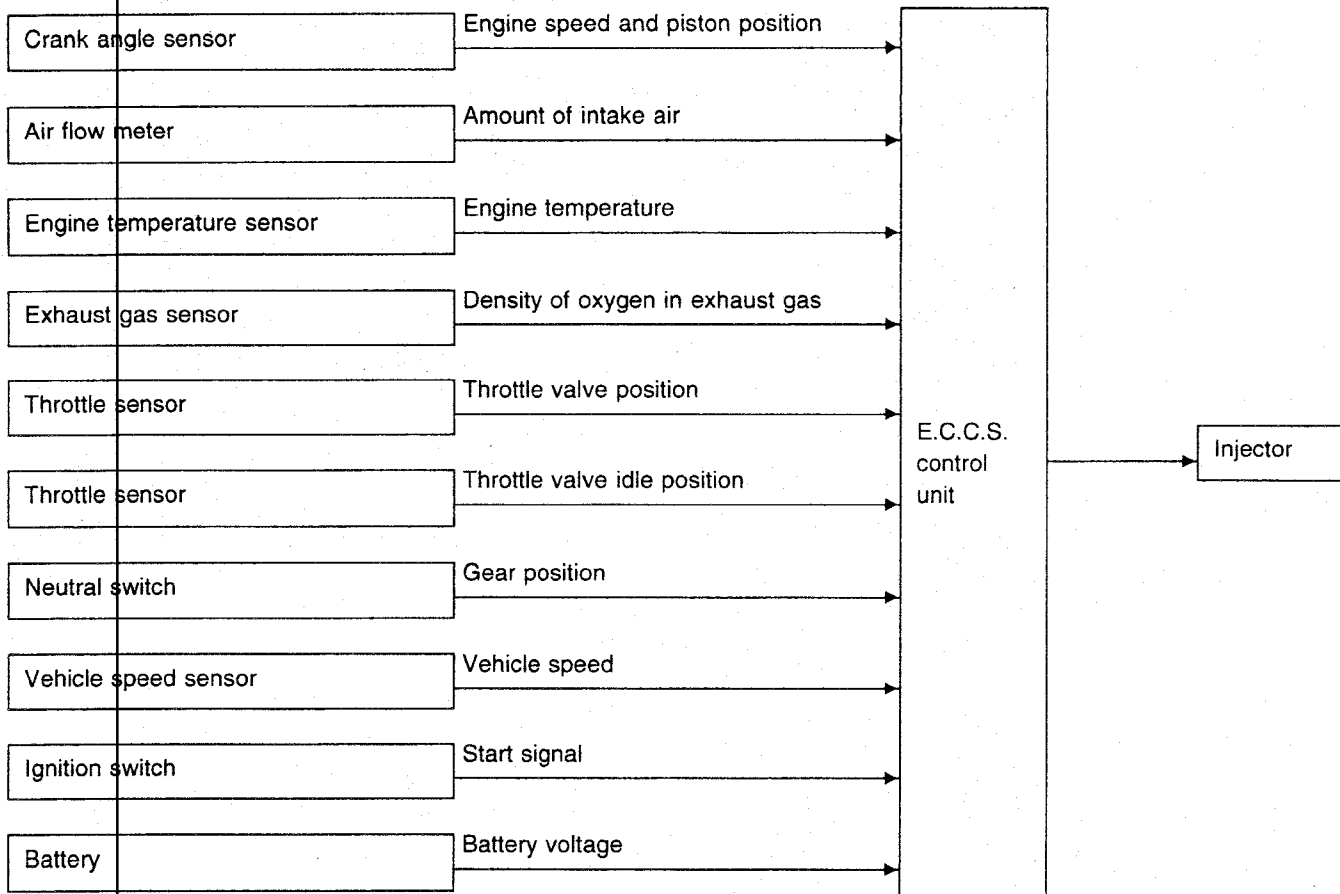 Crank angle sensor
Engine speed and piston position
Air flow meter
Amount of intake air
Engine temperature sensor
Engine temperature
Exhaust gas sensor
Density of oxygen in exhaust gas
Throttle sensor
Throttle valve position
Throttle sensor
Throttle valve idle position
Neutral switch
Gear position
Vehicle speed sensor
Vehicle speed
Ignition switch
Start signal
Battery
Battery voltage
E.C.C.S.
control
unit
Injector